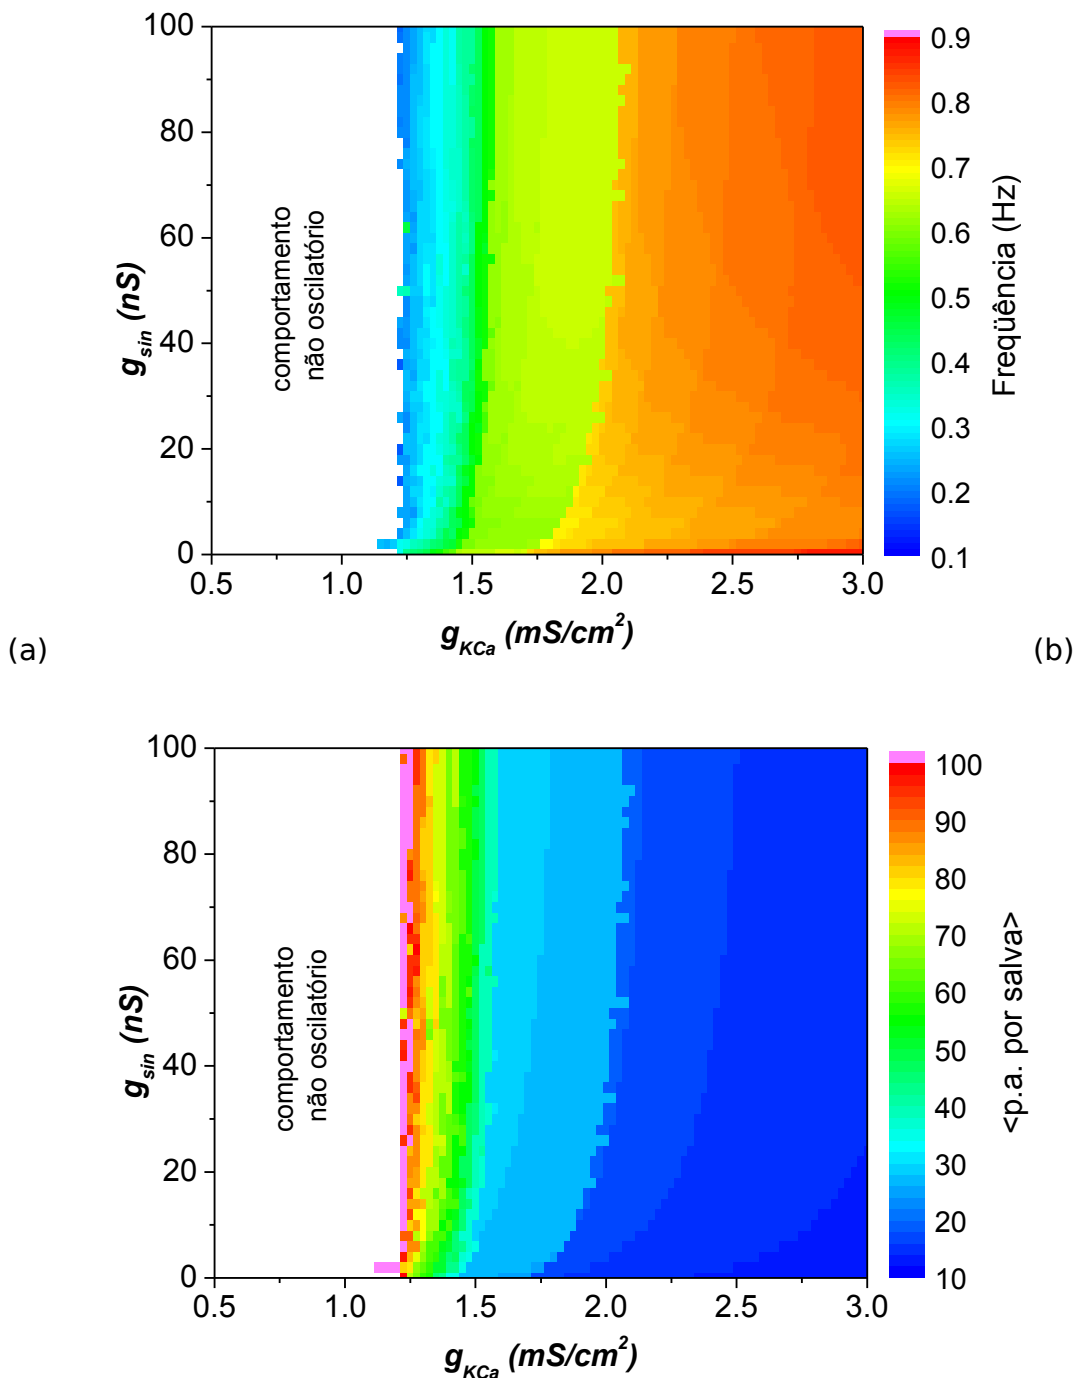 100
80
60
40
20
0
g_sin (nS)
comportamento
não oscilatório
0.5 1.0 1.5 2.0 2.5 3.0
g_KCa (mS/cm²)
0.9
0.8
0.7
0.6
0.5
0.4
0.3
0.2
0.1
Freqüência (Hz)
(a) (b)
100
80
60
40
20
0
g_sin (nS)
comportamento
não oscilatório
0.5 1.0 1.5 2.0 2.5 3.0
g_KCa (mS/cm²)
100
90
80
70
60
50
40
30
20
10
<p.a. por salva>